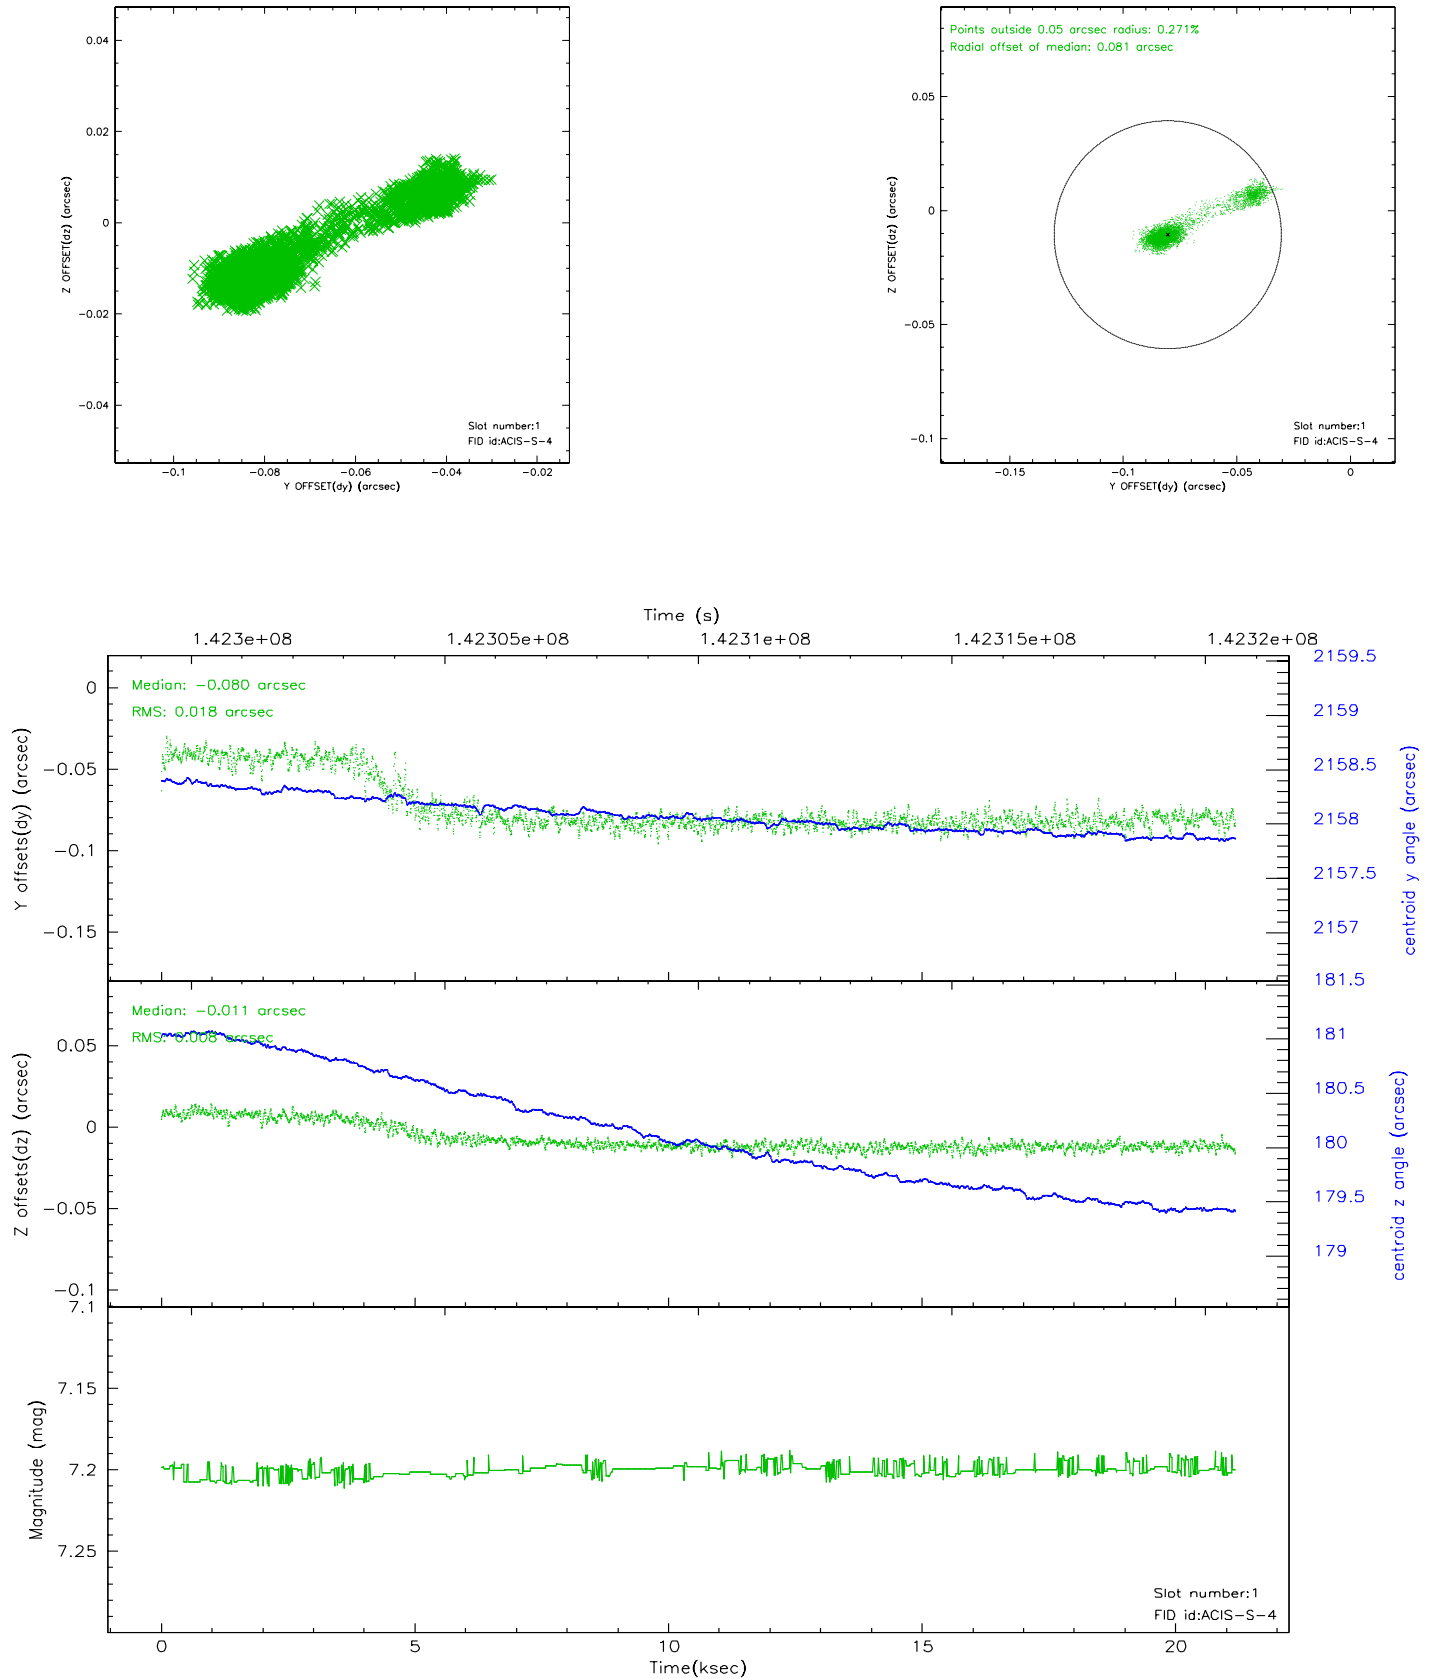 0.04
0.02
0
-0.02
-0.04
Z OFFSET(dz) (arcsec)
Slot number:1
FID id:ACIS-S-4
-0.1
-0.08
-0.06
-0.04
-0.02
Y OFFSET(dy) (arcsec)
Points outside 0.05 arcsec radius: 0.271%
Radial offset of median: 0.081 arcsec
0.05
0
-0.05
-0.1
Z OFFSET(dz) (arcsec)
Slot number:1
FID id:ACIS-S-4
-0.15
-0.1
-0.05
0
Y OFFSET(dy) (arcsec)
Time (s)
1.423e+08
1.42305e+08
1.4231e+08
1.42315e+08
1.4232e+08
Median: -0.080 arcsec
RMS: 0.018 arcsec
0
-0.05
-0.1
-0.15
Y offsets(dy) (arcsec)
2159.5
2159
2158.5
2158
2157.5
2157
centroid y angle (arcsec)
181.5
181
180.5
180
179.5
179
centroid z angle (arcsec)
Median: -0.011 arcsec
RMS: 0.008 arcsec
0.05
0
-0.05
-0.1
Z offsets(dz) (arcsec)
7.1
7.15
7.2
7.25
Magnitude (mag)
Slot number:1
FID id:ACIS-S-4
0
5
10
15
20
Time(ksec)